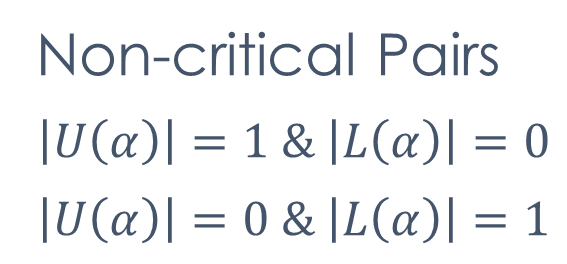 Non-critical Pairs
|U(α)| = 1 & |L(α)| = 0
|U(α)| = 0 & |L(α)| = 1